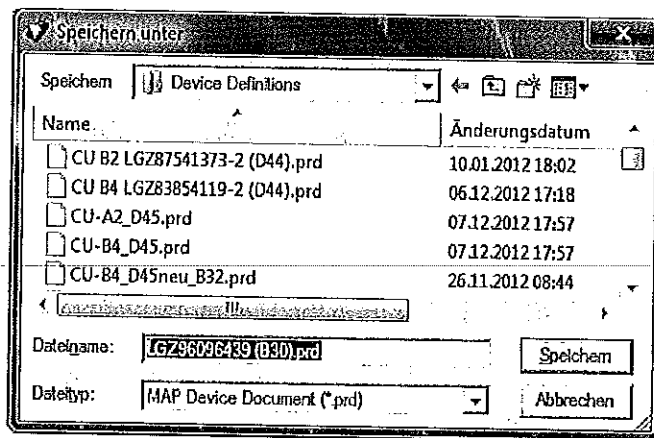 Speichern unter
Speichern Device Definitions
Name Änderungsdatum
CU B2 LGZ87541373-2 (D44).prd 10.01.2012 18:02
CU B4 LGZ83854119-2 (D44).prd 06.12.2012 17:18
CU-A2_D45.prd 07.12.2012 17:57
CU-B4_D45.prd 07.12.2012 17:57
CU-B4_D45neu_B32.prd 26.11.2012 08:44
Dateiname: LGZ96096439 (B30).prd Speichern
Dateityp: MAP Device Document (*.prd) Abbrechen